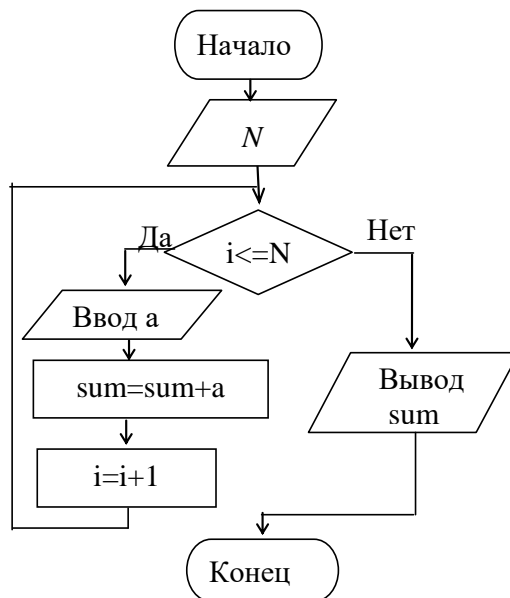 Начало
N
i<=N
Да
Нет
Ввод a
sum=sum+a
i=i+1
Вывод
sum
Конец